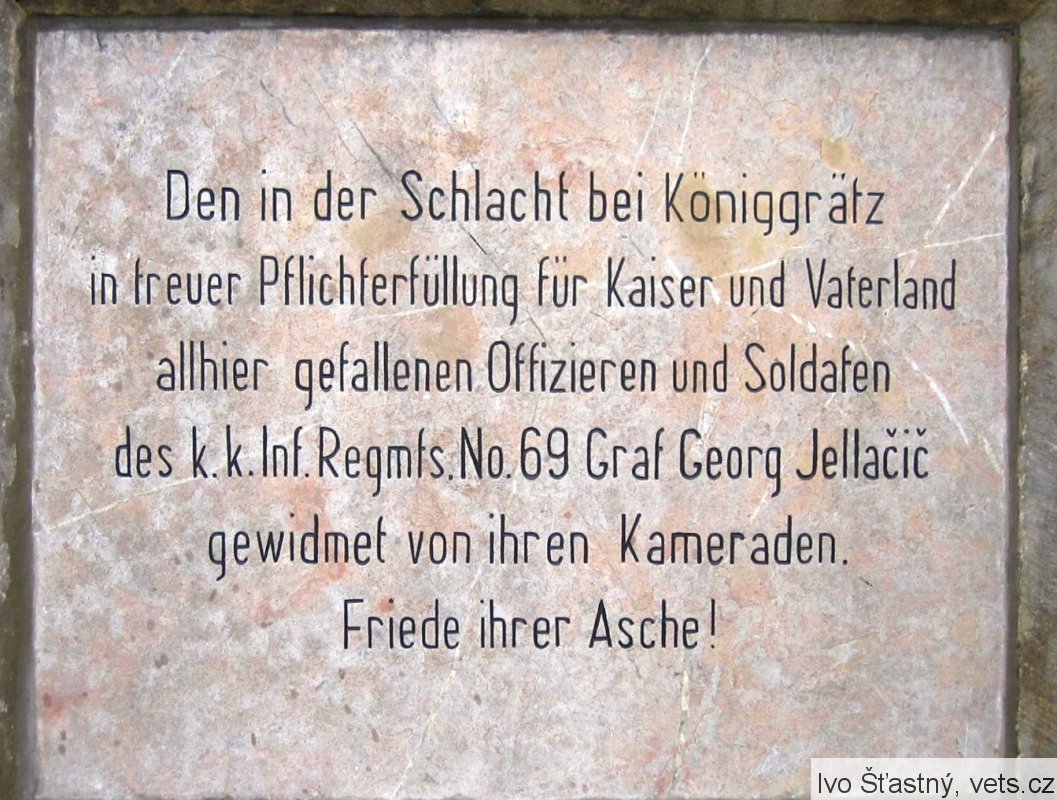 Den in der Schlacht bei Königgrätz
in treuer Pflichterfüllung für Kaiser und Vaterland
allhier gefallenen Offizieren und Soldaten
des k.k.Inf.Regmts.No.69 Graf Georg Jellačič
gewidmet von ihren Kameraden.
Friede ihrer Asche!
Ivo Šťastný, vets.cz